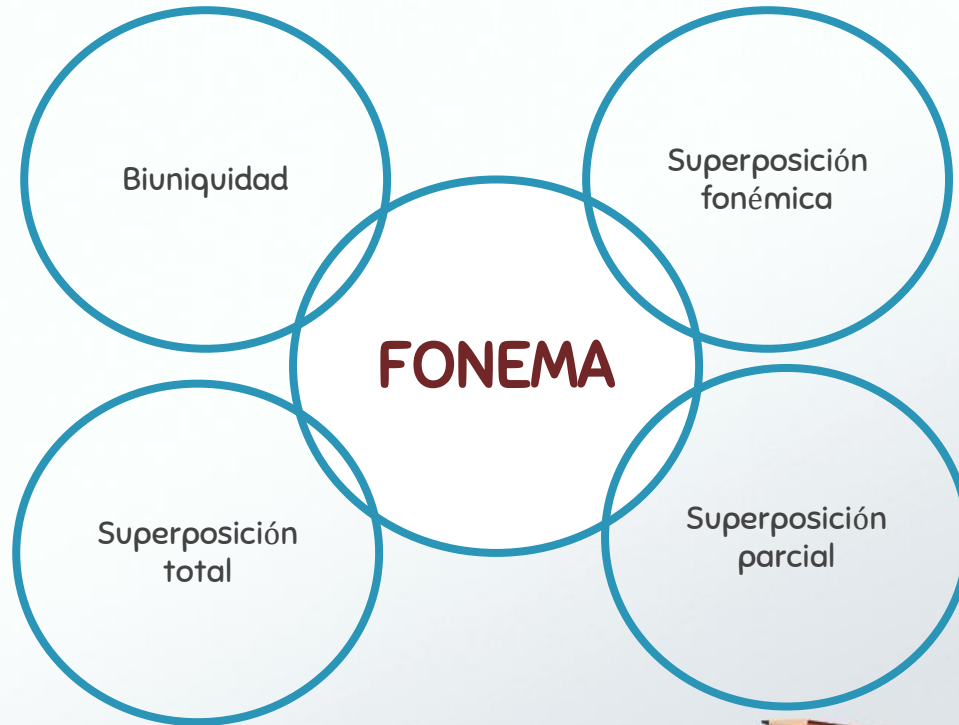 Biuniquidad
Superposición
fonémica
FONEMA
Superposición
total
Superposición
parcial